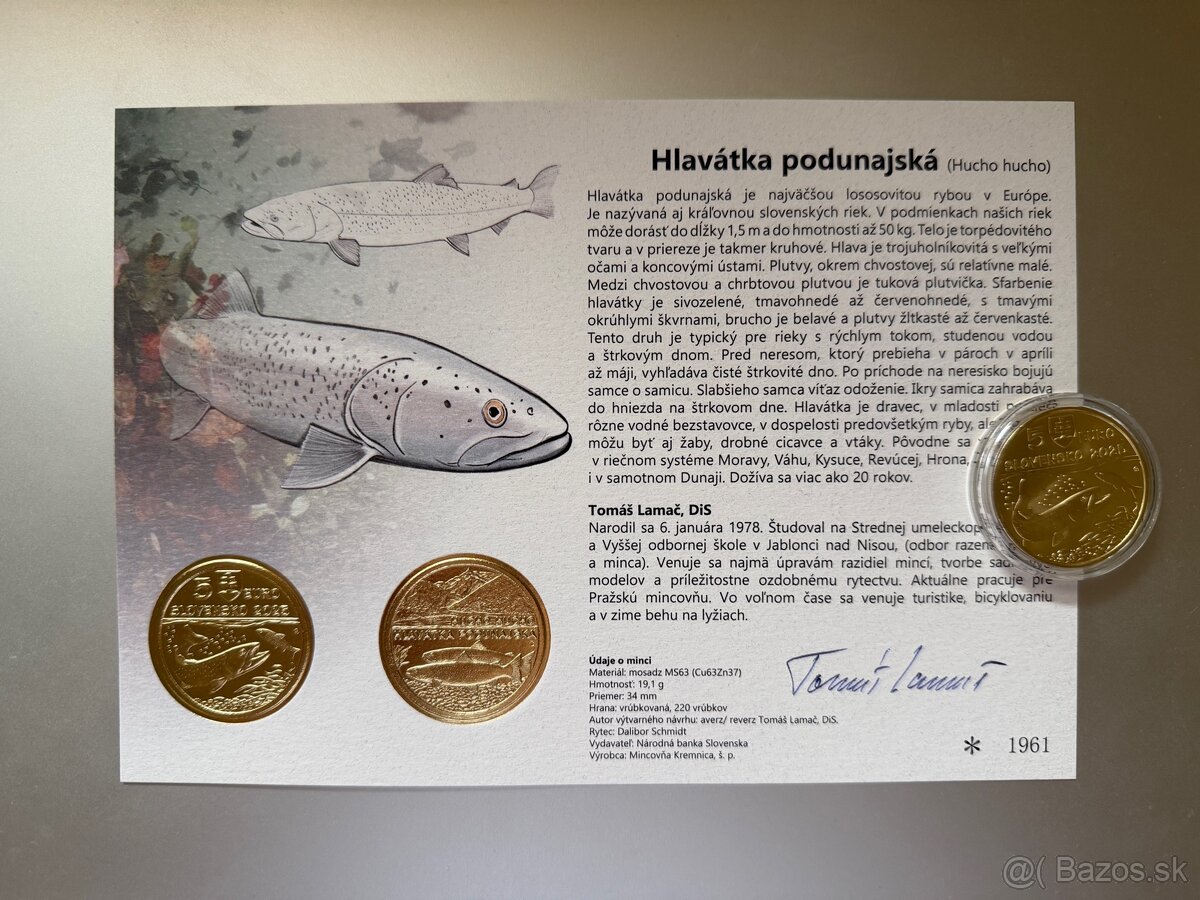 Hlavátka podunajská (Hucho hucho)
Hlavátka podunajská je najväčšou lososovitou rybou v Európe.
Je nazývaná aj kráľovnou slovenských riek. V podmienkach našich riek
môže dorásť do dĺžky 1,5 m a do hmotnosti až 50 kg. Telo je torpédovitého
tvaru a v priereze je takmer kruhové. Hlava je trojuholníkovitá s veľkými
očami a koncovými ústami. Plutvy, okrem chvostovej, sú relatívne malé.
Medzi chvostovou a chrbtovou plutvou je tuková plutvička. Sfarbenie
hlavátky je sivozelené, tmavohnedé až červenohnedé, s tmavými
okrúhlymi škvrnami, brucho je belavé a plutvy žltkasté až červenkasté.
Tento druh je typický pre rieky s rýchlym tokom, studenou vodou
a štrkovým dnom. Pred neresom, ktorý prebieha v pároch v apríli
až máji, vyhľadáva čisté štrkovité dno. Po príchode na neresisko bojujú
samce o samicu. Slabšieho samca víťaz odoženie. Ikry samica zahrabáva
do hniezda na štrkovom dne. Hlavátka je dravec, v mladosti
rôzne vodné bezstavovce, v dospelosti predovšetkým ryby, ale
môžu byť aj žaby, drobné cicavce a vtáky. Pôvodne sa
v riečnom systéme Moravy, Váhu, Kysuce, Revúcej, Hrona,
i v samotnom Dunaji. Dožíva sa viac ako 20 rokov.
Tomáš Lamač, DiS
Narodil sa 6. januára 1978. Študoval na Strednej umeleckop
a Vyššej odbornej škole v Jablonci nad Nisou, (odbor razené
a minca). Venuje sa najmä úpravám razidiel mincí, tvorbe
modelov a príležitostne ozdobnému rytectvu. Aktuálne pracuje pre
Pražskú mincovňu. Vo voľnom čase sa venuje turistike, bicyklovaniu
a v zime behu na lyžiach.
Údaje o minci
Materiál: mosadz MS63 (Cu63Zn37)
Hmotnosť: 19,1 g
Priemer: 34 mm
Hrana: vrúbkovaná, 220 vrúbkov
Autor výtvarného návrhu: averz/ reverz Tomáš Lamač, DiS.
Rytec: Dalibor Schmidt
Vydavateľ: Národná banka Slovenska
Výrobca: Mincovňa Kremnica, š. p.
Tomáš Lamač
* 1961
5 EURO
SLOVENSKO 2025
HLAVÁTKA PODUNAJSKÁ
5 EURO
SLOVENSKO 2025
@( Bazos.sk